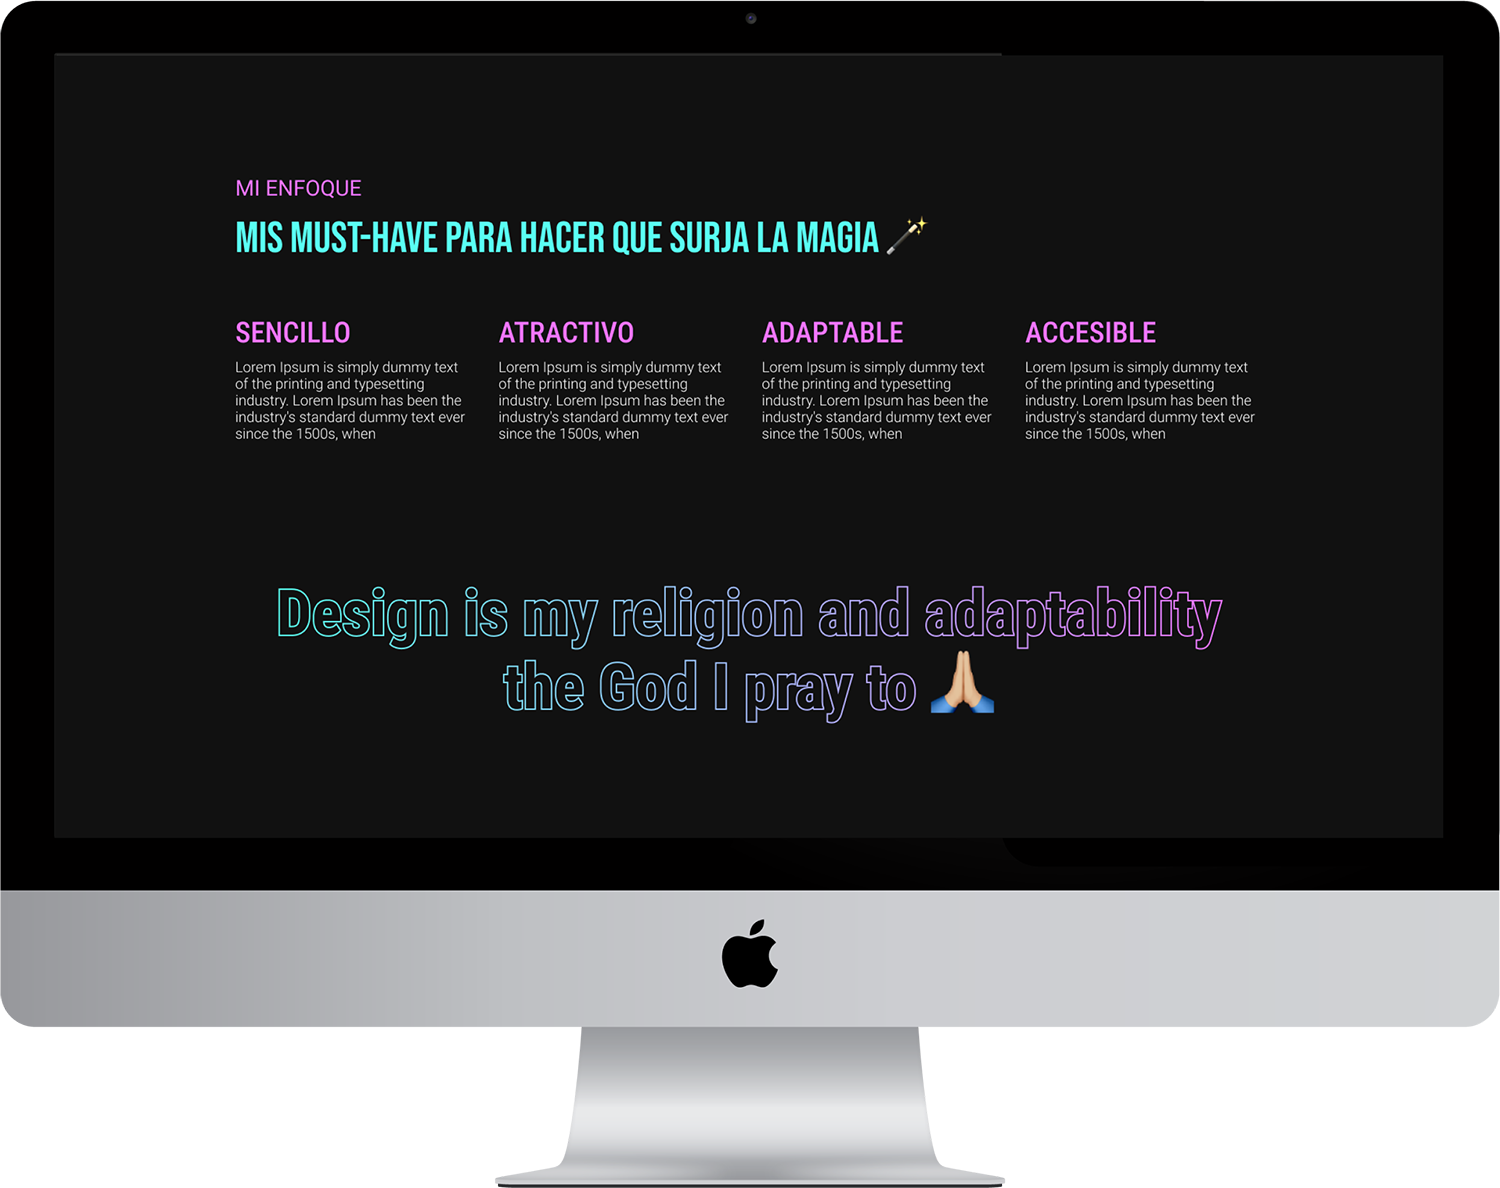 MI ENFOQUE
MIS MUST-HAVE PARA HACER QUE SURJA LA MAGIA 🪄
SENCILLO
Lorem Ipsum is simply dummy text
of the printing and typesetting
industry. Lorem Ipsum has been the
industry's standard dummy text ever
since the 1500s, when
ATRACTIVO
Lorem Ipsum is simply dummy text
of the printing and typesetting
industry. Lorem Ipsum has been the
industry's standard dummy text ever
since the 1500s, when
ADAPTABLE
Lorem Ipsum is simply dummy text
of the printing and typesetting
industry. Lorem Ipsum has been the
industry's standard dummy text ever
since the 1500s, when
ACCESIBLE
Lorem Ipsum is simply dummy text
of the printing and typesetting
industry. Lorem Ipsum has been the
industry's standard dummy text ever
since the 1500s, when
Design is my religion and adaptability
the God I pray to 🙏🏼